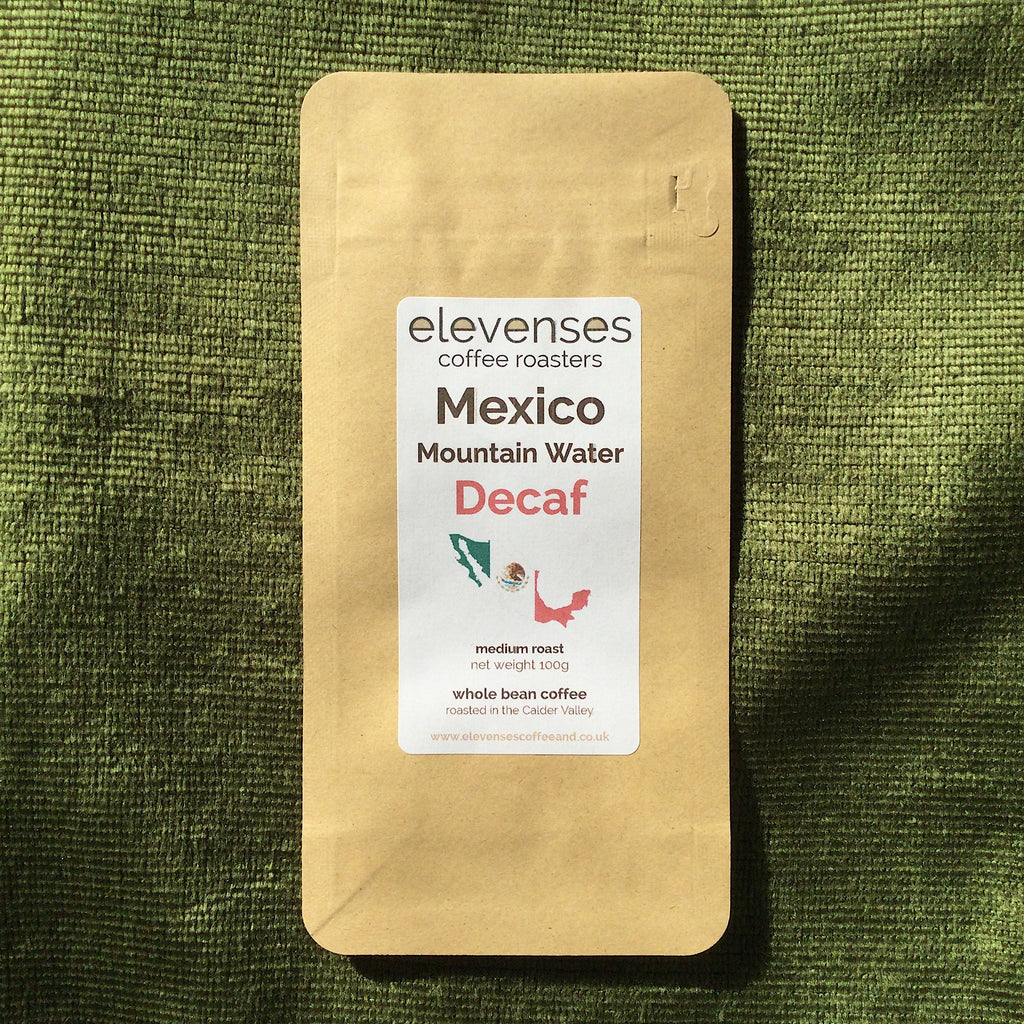 elevenses
coffee roasters
Mexico
Mountain Water
Decaf
medium roast
net weight 100g
whole bean coffee
roasted in the Calder Valley
www.elevensescoffeeand.co.uk